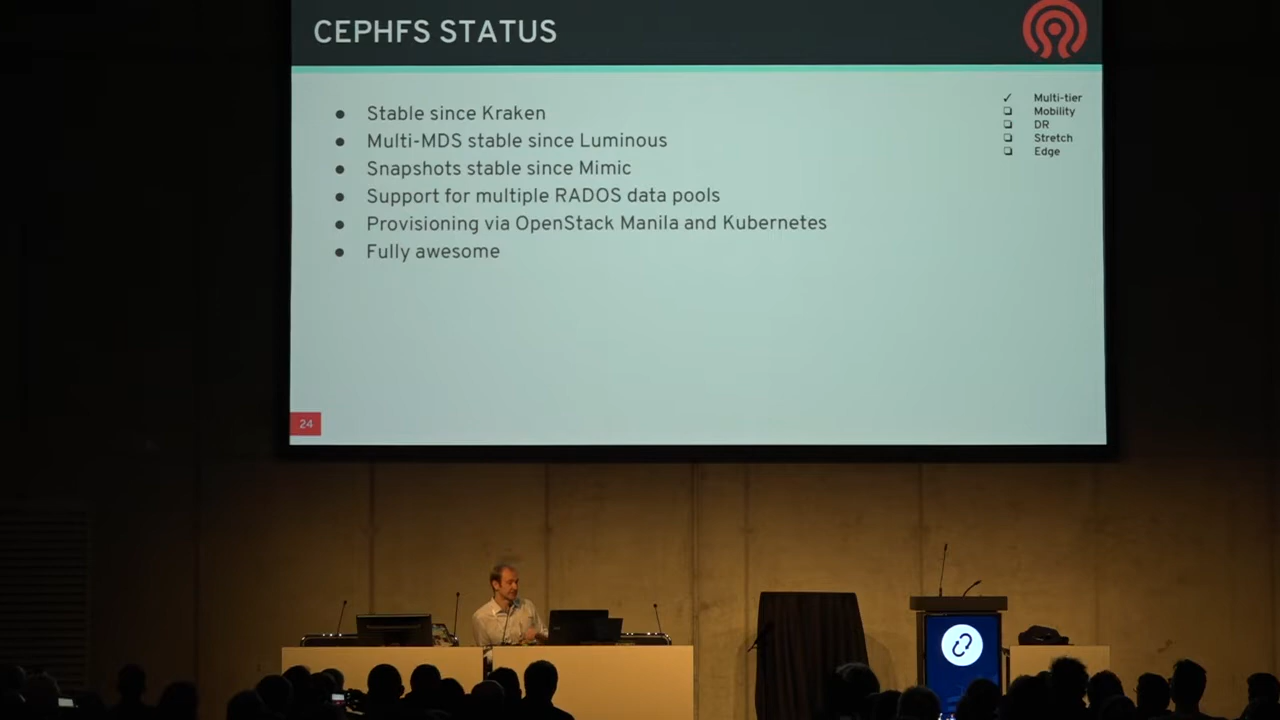 CEPHFS STATUS
● Stable since Kraken
● Multi-MDS stable since Luminous
● Snapshots stable since Mimic
● Support for multiple RADOS data pools
● Provisioning via OpenStack Manila and Kubernetes
● Fully awesome
✓ Multi-tier
❏ Mobility
❏ DR
❏ Stretch
❏ Edge
24